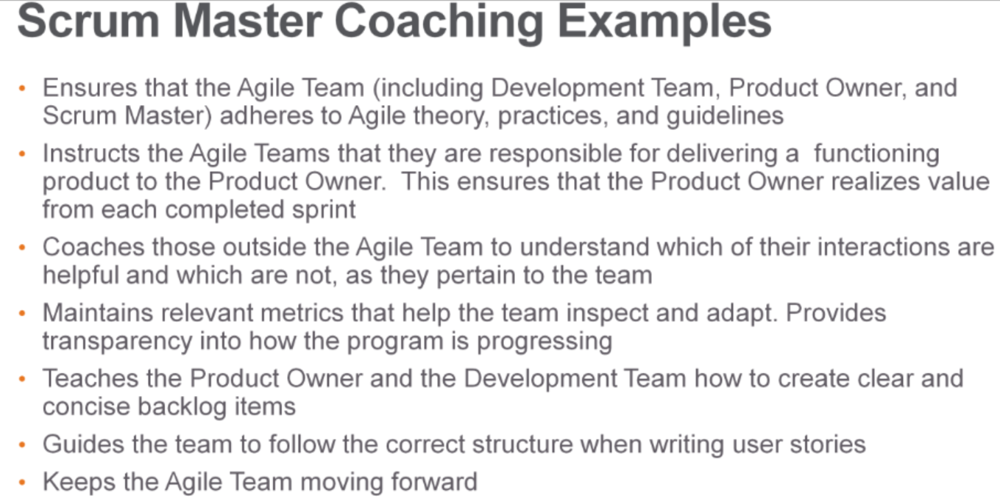 Scrum Master Coaching Examples
• Ensures that the Agile Team (including Development Team, Product Owner, and
Scrum Master) adheres to Agile theory, practices, and guidelines
• Instructs the Agile Teams that they are responsible for delivering a  functioning
product to the Product Owner.  This ensures that the Product Owner realizes value
from each completed sprint
• Coaches those outside the Agile Team to understand which of their interactions are
helpful and which are not, as they pertain to the team
• Maintains relevant metrics that help the team inspect and adapt. Provides
transparency into how the program is progressing
• Teaches the Product Owner and the Development Team how to create clear and
concise backlog items
• Guides the team to follow the correct structure when writing user stories
• Keeps the Agile Team moving forward